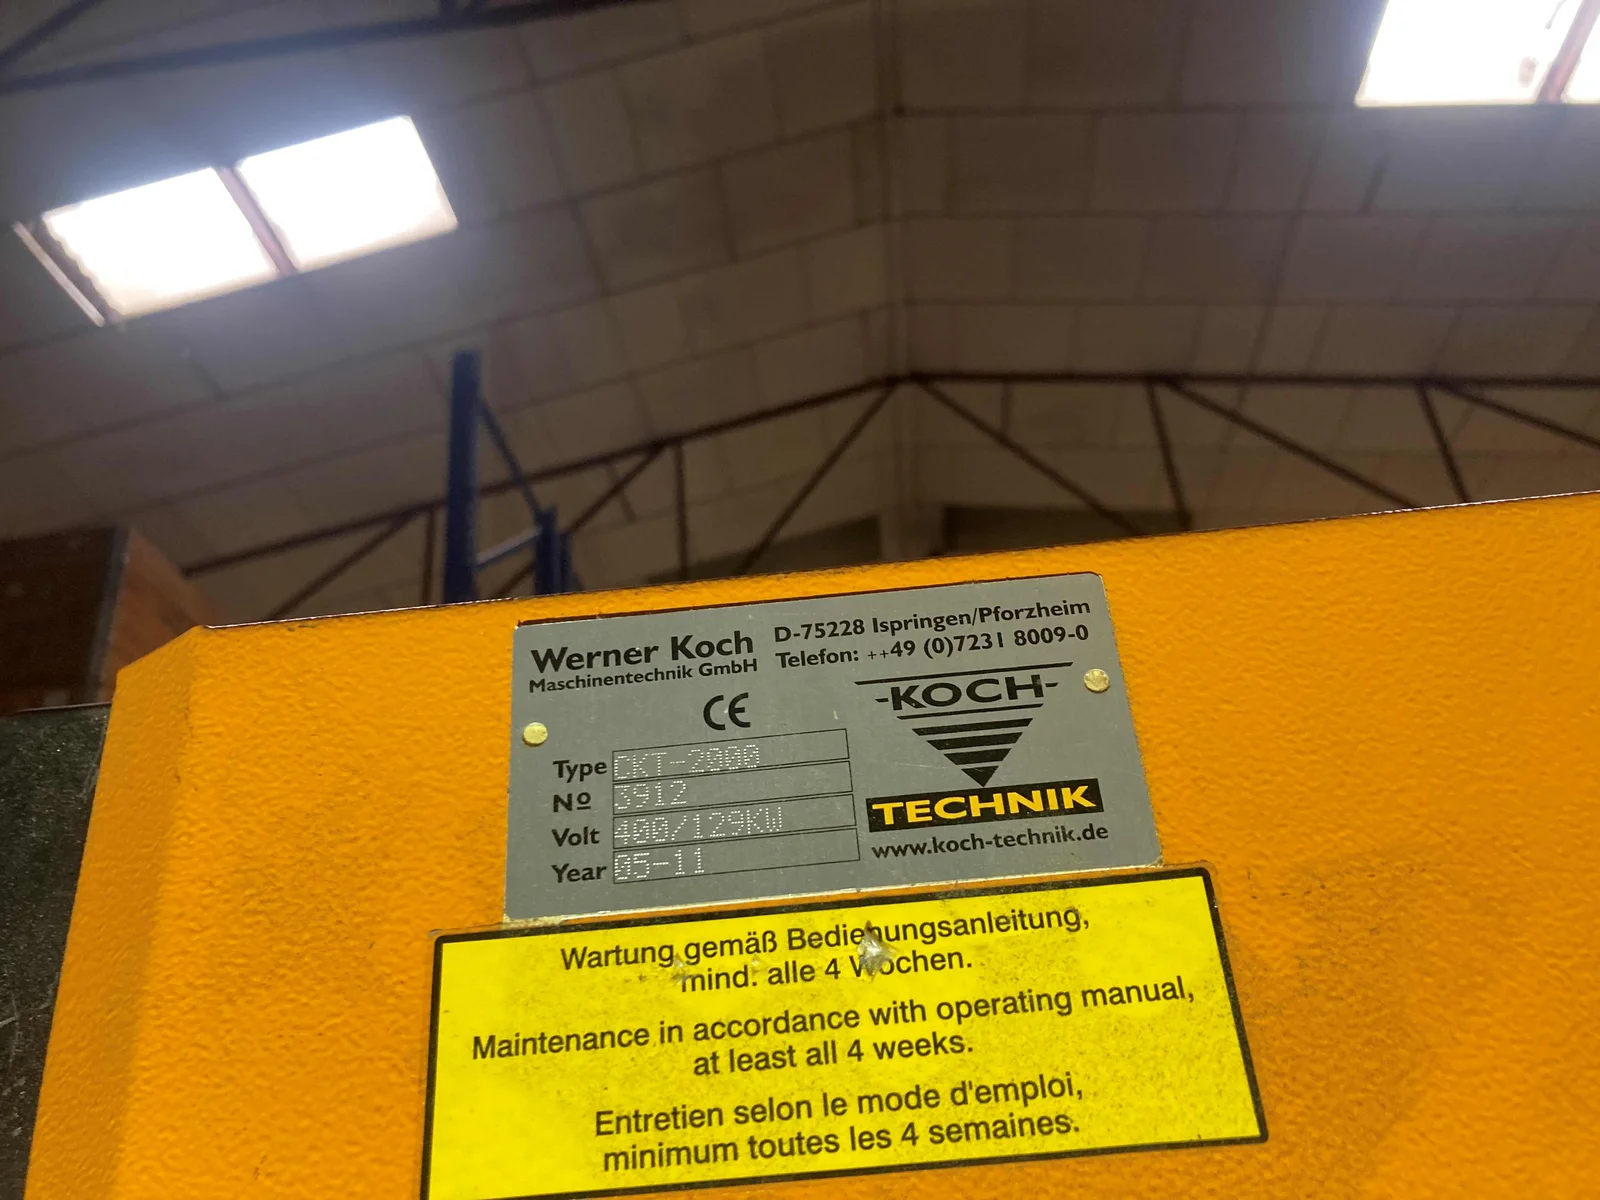 Werner Koch
Maschinentechnik GmbH
D-75228 Ispringen/Pforzheim
Telefon: ++49 (0)7231 8009-0
CE
-KOCH-
TECHNIK
www.koch-technik.de
Type CKT-2000
Nº 3912
Volt 400/129KW
Year 05-11
Wartung gemäß Bedienungsanleitung,
mind. alle 4 Wochen.
Maintenance in accordance with operating manual,
at least all 4 weeks.
Entretien selon le mode d'emploi,
minimum toutes les 4 semaines.